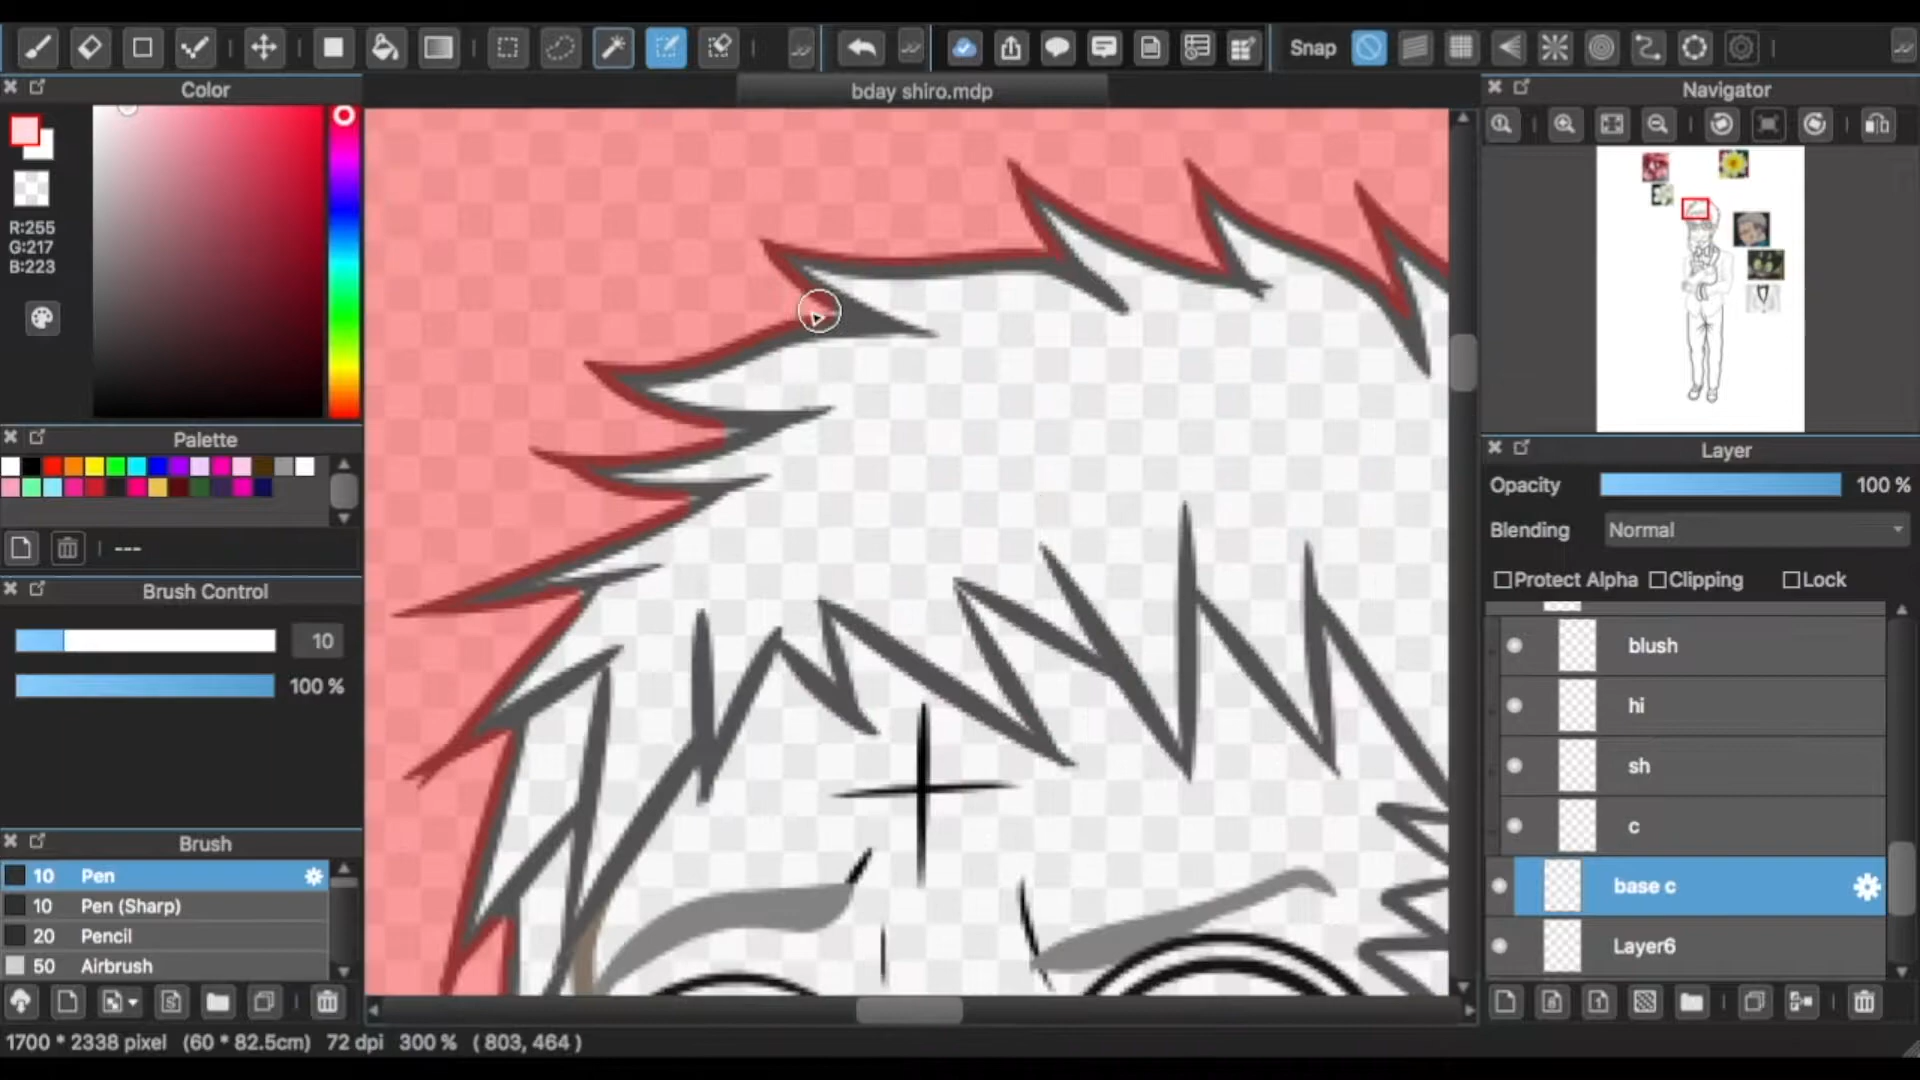 Snap
Color
bday shiro.mdp
Navigator
R:255
G:217
B:223
Palette
---
Brush Control
10
100 %
Brush
10 Pen
10 Pen (Sharp)
20 Pencil
50 Airbrush
Layer
Opacity 100 %
Blending Normal
Protect Alpha Clipping Lock
blush
hi
sh
c
base c
Layer6
1700 * 2338 pixel (60 * 82.5cm) 72 dpi 300 % ( 803, 464 )